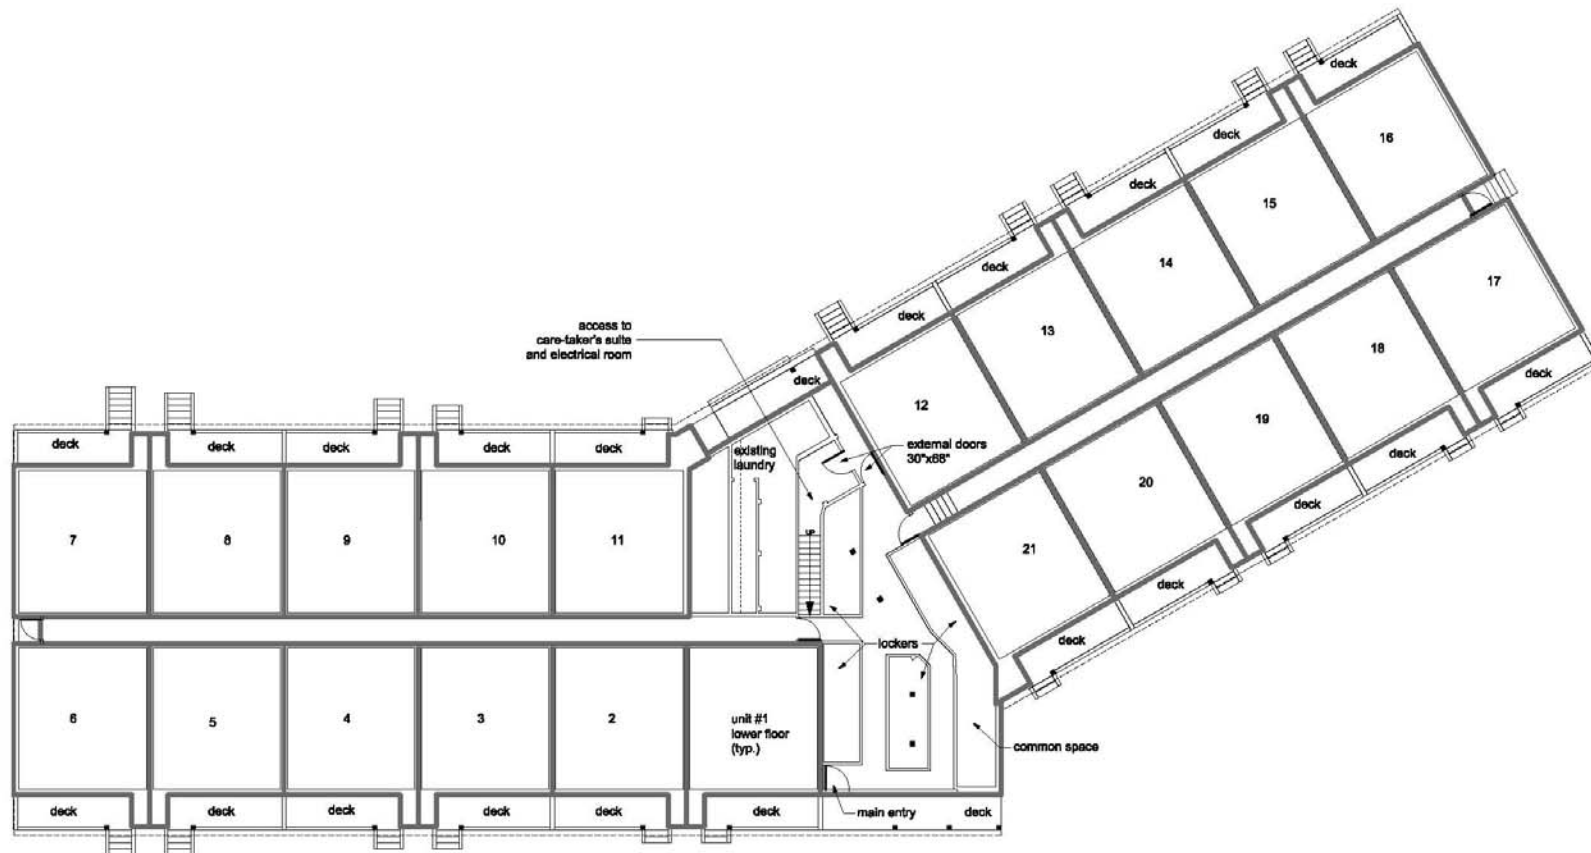 deck
deck
deck
deck
deck
deck
deck
deck
deck
deck
deck
deck
16
15
14
13
12
17
18
19
20
21
access to
care-taker's suite
and electrical room
external doors
30"x68"
existing
laundry
UP
deck
deck
deck
deck
deck
7
8
9
10
11
lockers
6
5
4
3
2
unit #1
lower floor
(typ.)
common space
main entry
deck
deck
deck
deck
deck
deck
deck